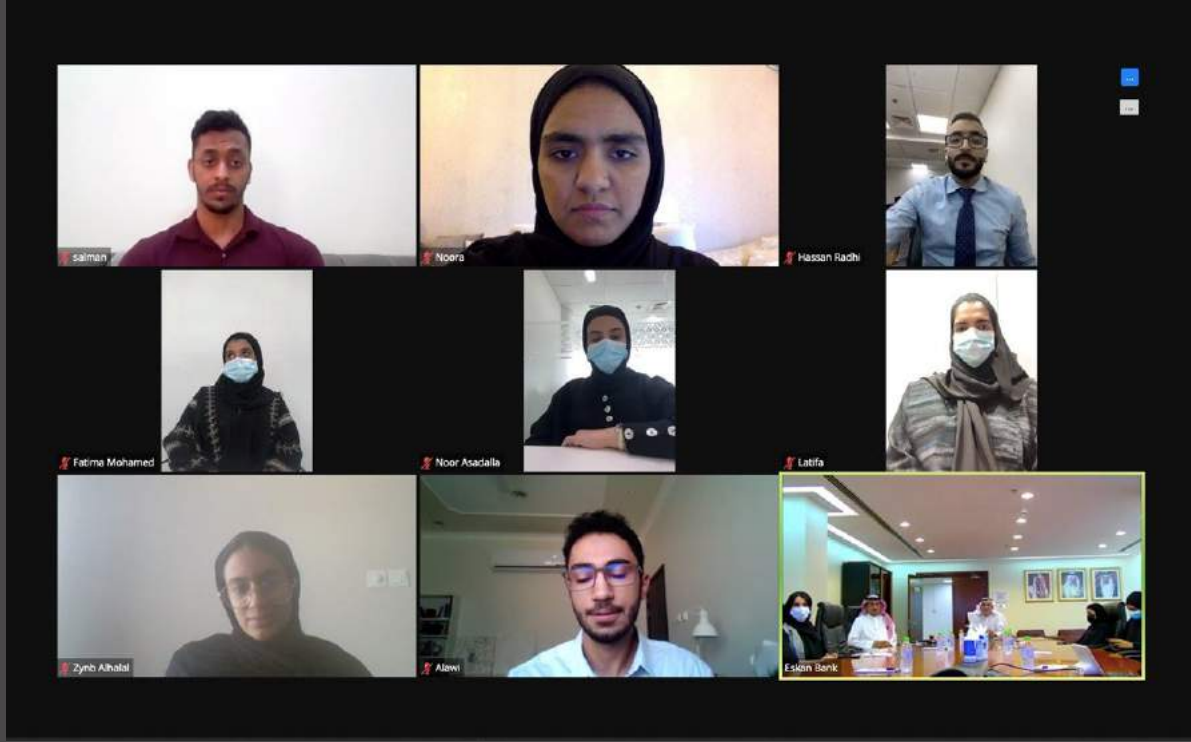 salman
Noora
Hassan Radhi
Fatima Mohamed
Noor Asadalla
Latifa
Zynb Alhalal
Alawi
Eskan Bank